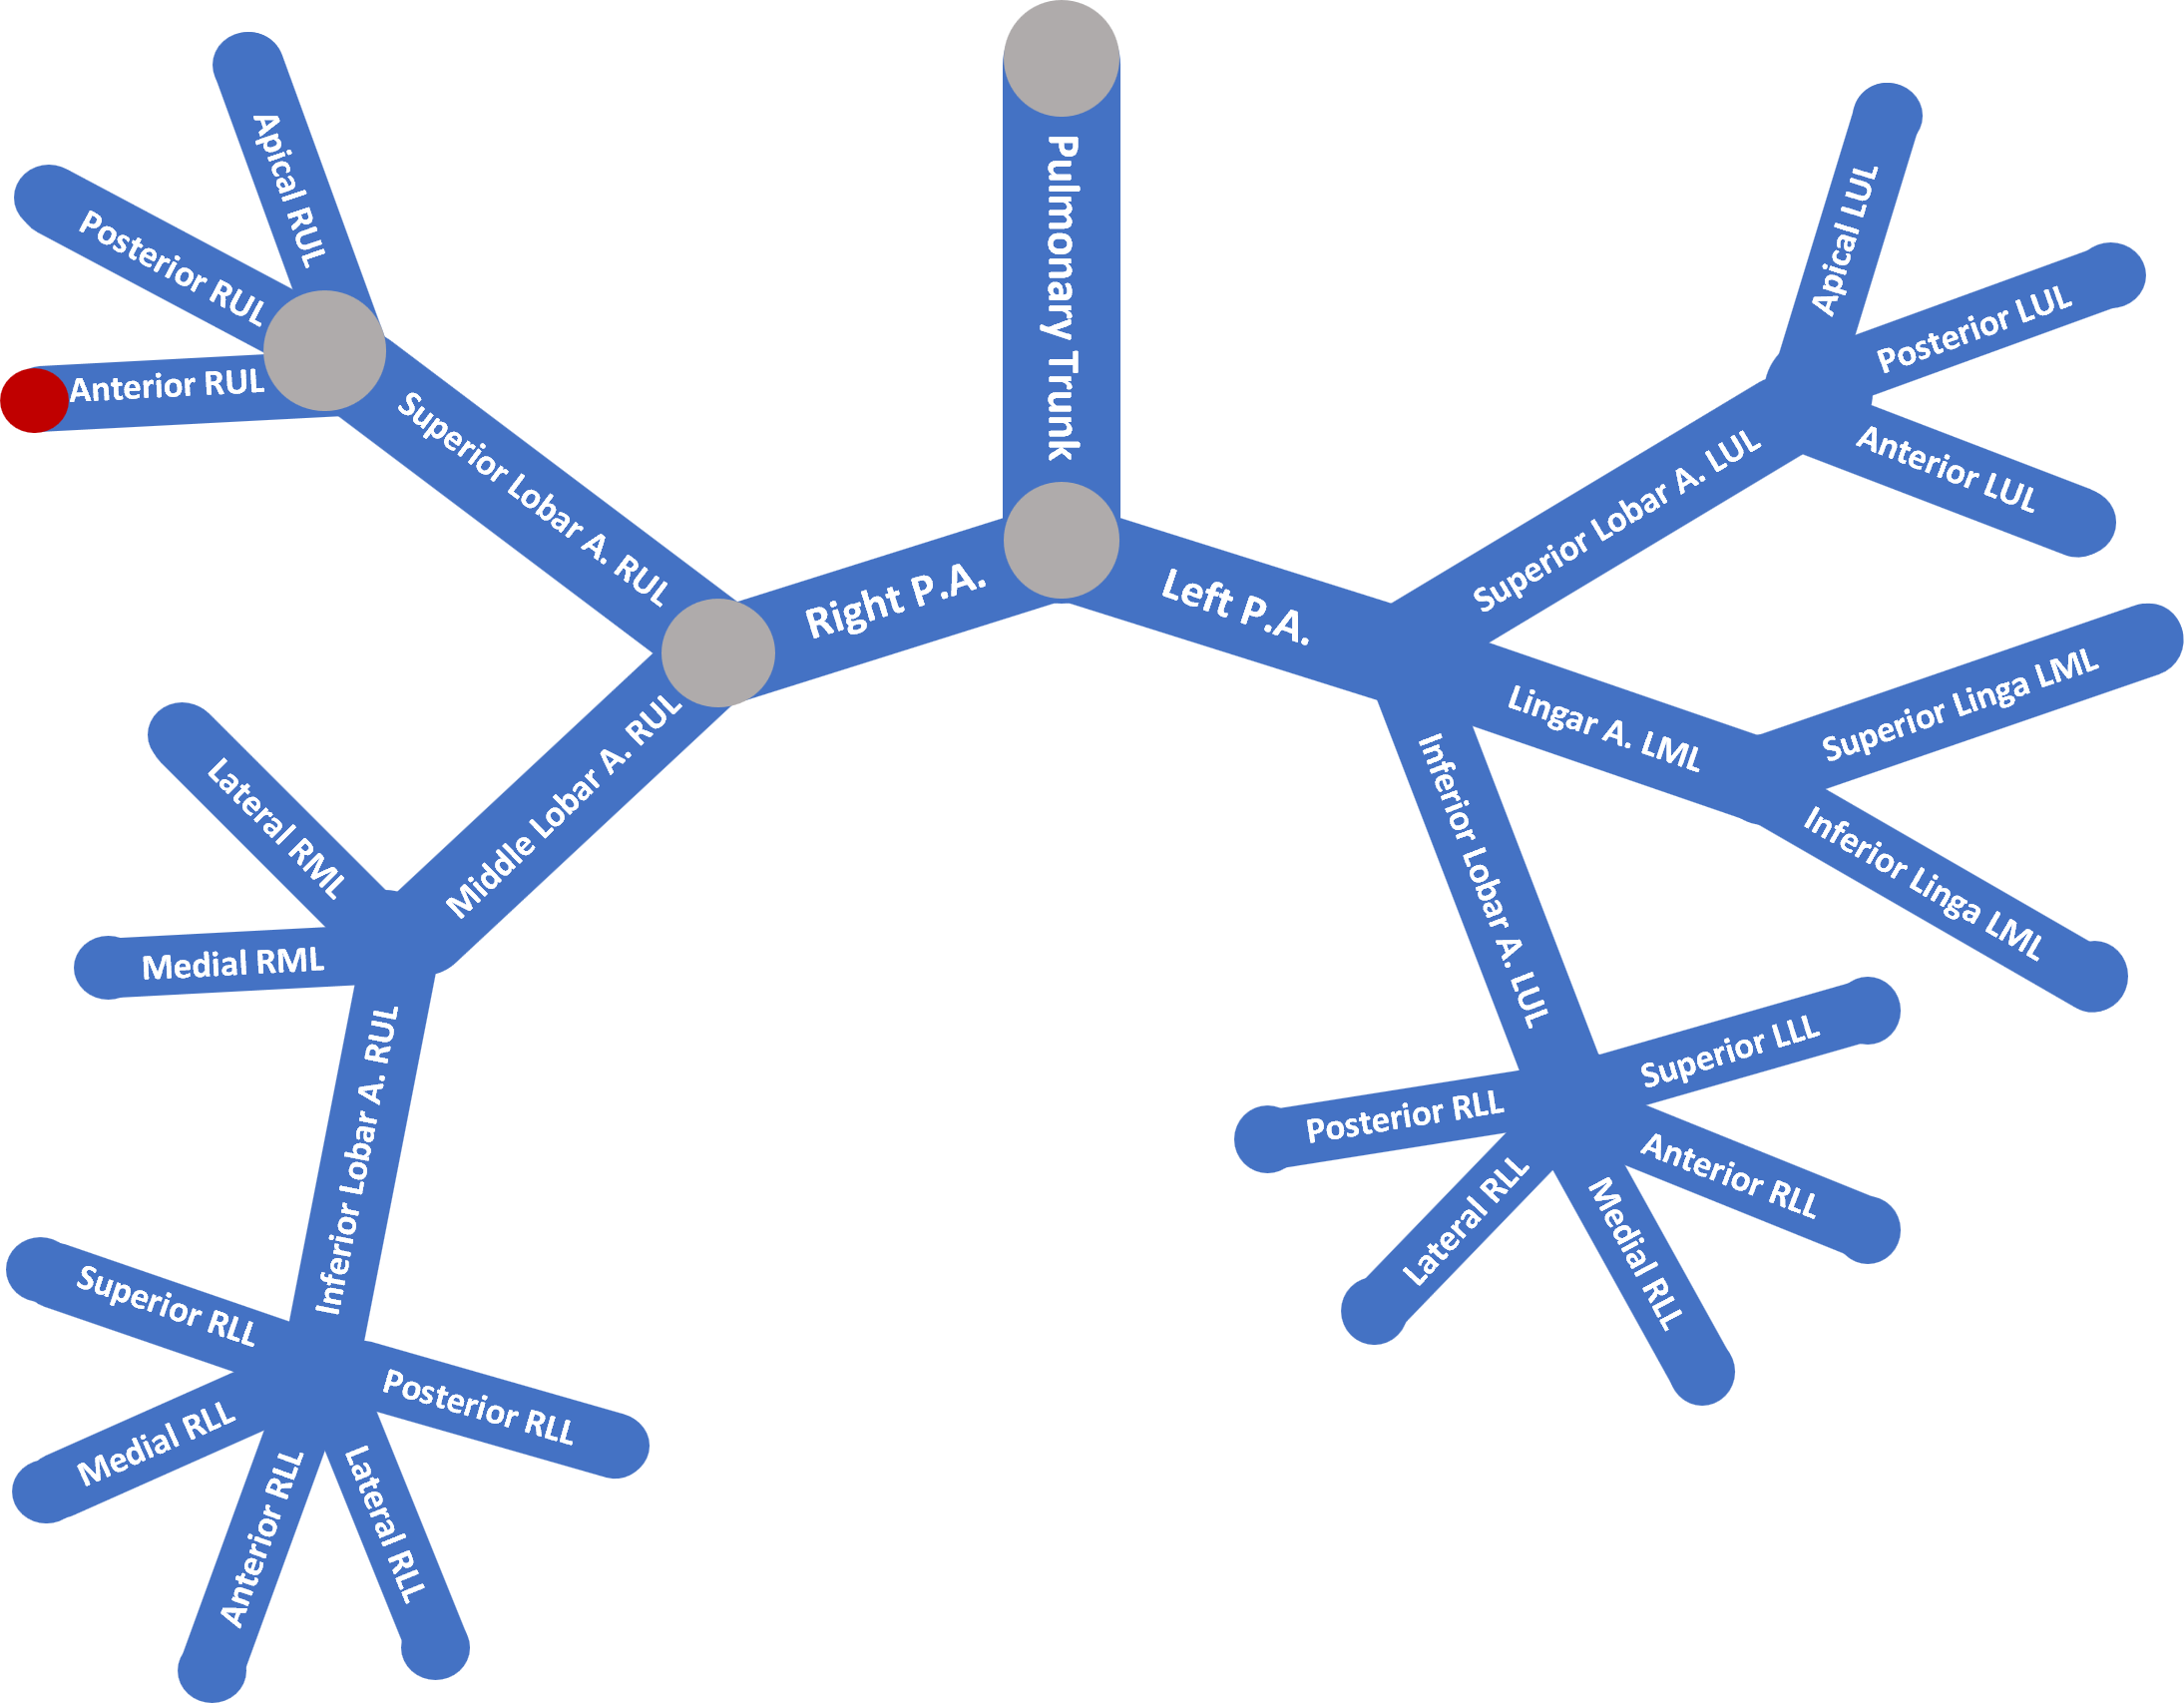 Pulmonary Trunk
Right P.A.
Left P.A.
Superior Lobar A. RUL
Apical RUL
Posterior RUL
Anterior RUL
Middle Lobar A. RUL
Lateral RML
Medial RML
Inferior Lobar A. RUL
Superior RLL
Medial RLL
Anterior RLL
Lateral RLL
Posterior RLL
Superior Lobar A. LUL
Apical LUL
Posterior LUL
Anterior LUL
Lingar A. LML
Superior Linga LML
Inferior Linga LML
Inferior Lobar A. LUL
Superior LLL
Anterior RLL
Medial RLL
Lateral RLL
Posterior RLL